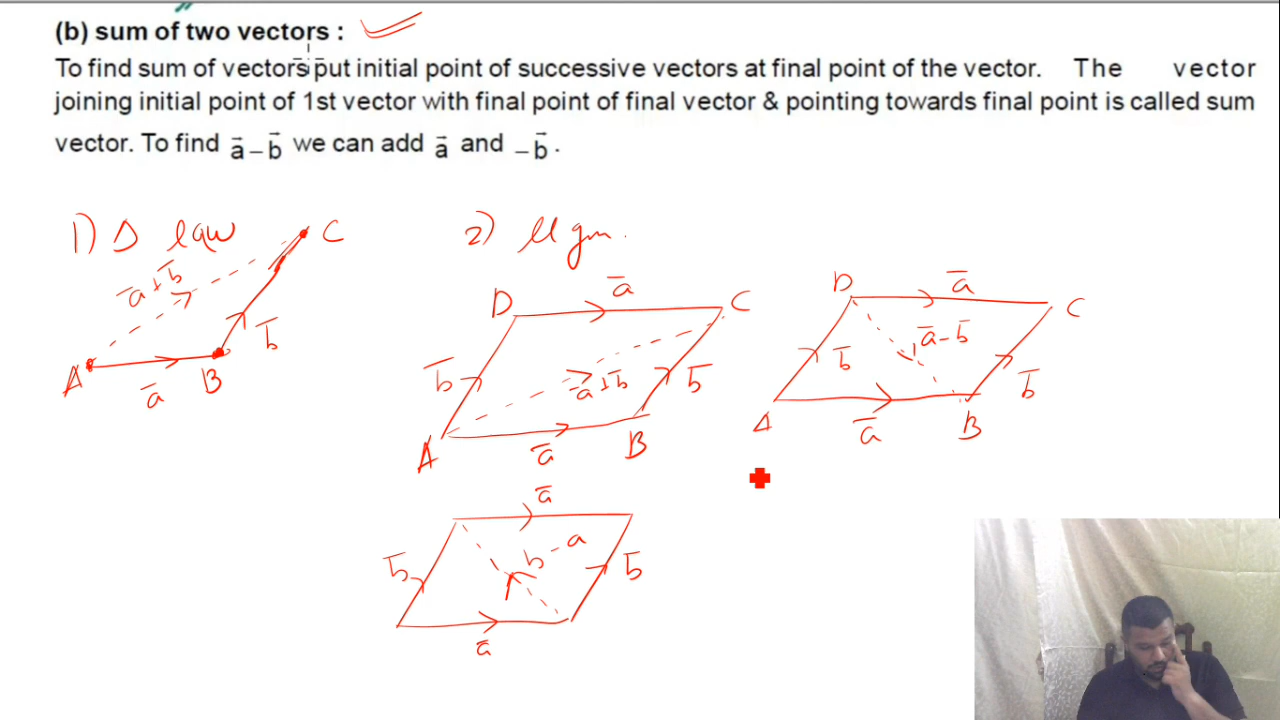 (b) sum of two vectors :
To find sum of vectors put initial point of successive vectors at final point of the vector. The vector
joining initial point of 1st vector with final point of final vector & pointing towards final point is called sum
vector. To find a⃗ – b⃗ we can add a⃗ and – b⃗ .
1) Δ law
C
a̅ + b̅
b̅
A
B
a̅
2) llgm.
D
a̅
C
b̅
a̅ + b̅
b̅
A
a̅
B
D
a̅
C
b̅
a̅ - b̅
b̅
A
a̅
B
a̅
b̅
b - a
b̅
a̅